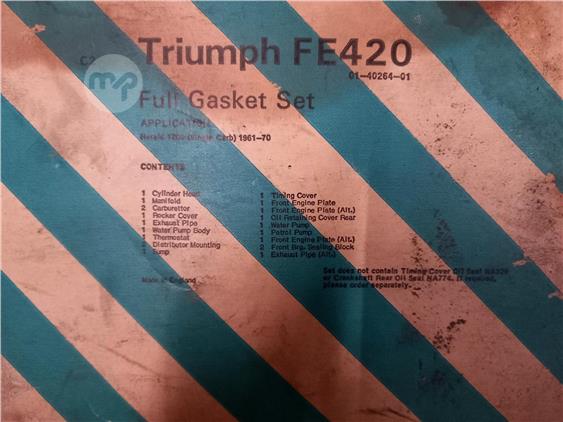 C2
Triumph FE420
01-40264-01
mp
Full Gasket Set
APPLICATION
Herald 1200 (Single Carb) 1961-70
CONTENTS
1 Cylinder Head
1 Manifold
2 Carburettor
1 Rocker Cover
1 Exhaust Pipe
1 Water Pump Body
1 Thermostat
Distributor Mounting
1 Sump
1 Timing Cover
1 Front Engine Plate
1 Front Engine Plate (Alt.)
1 Oil Retaining Cover Rear
1 Water Pump
1 Petrol Pump
1 Front Engine Plate (Alt.)
2 Front Brg. Sealing Block
1 Exhaust Pipe (Alt.)
Made in England
Set does not contain Timing Cover Oil Seal
or Crankshaft Rear Oil Seal NA774. If required,
please order separately.